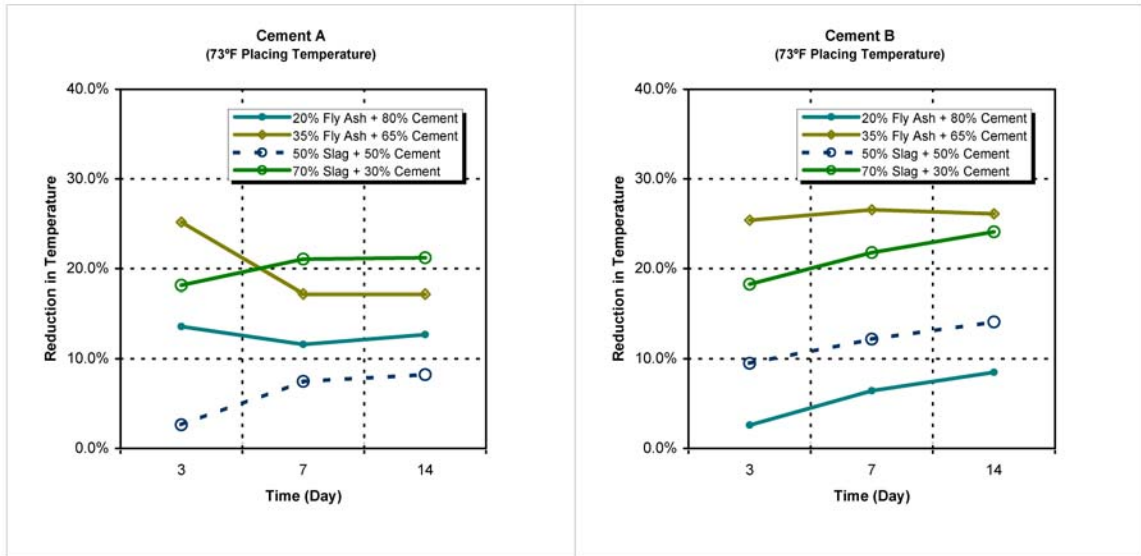 Cement A
(73ºF Placing Temperature)
40.0%
30.0%
20.0%
10.0%
0.0%
Reduction in Temperature
20% Fly Ash + 80% Cement
35% Fly Ash + 65% Cement
50% Slag + 50% Cement
70% Slag + 30% Cement
3 7 14
Time (Day)
Cement B
(73ºF Placing Temperature)
40.0%
30.0%
20.0%
10.0%
0.0%
Reduction in Temperature
20% Fly Ash + 80% Cement
35% Fly Ash + 65% Cement
50% Slag + 50% Cement
70% Slag + 30% Cement
3 7 14
Time (Day)